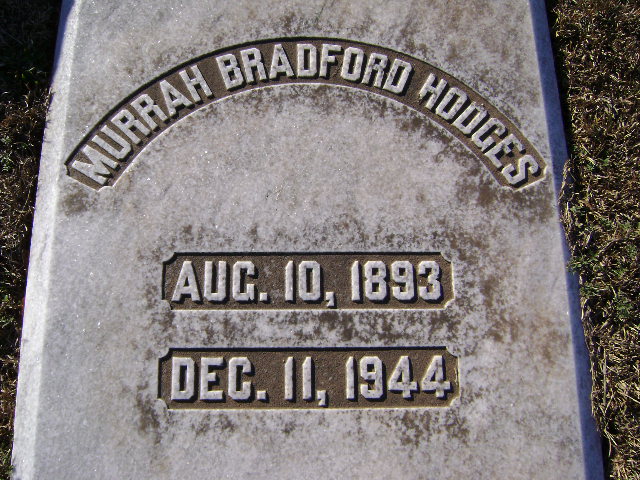 MURRAH BRADFORD HODGES
AUG. 10, 1893
DEC. 11, 1944